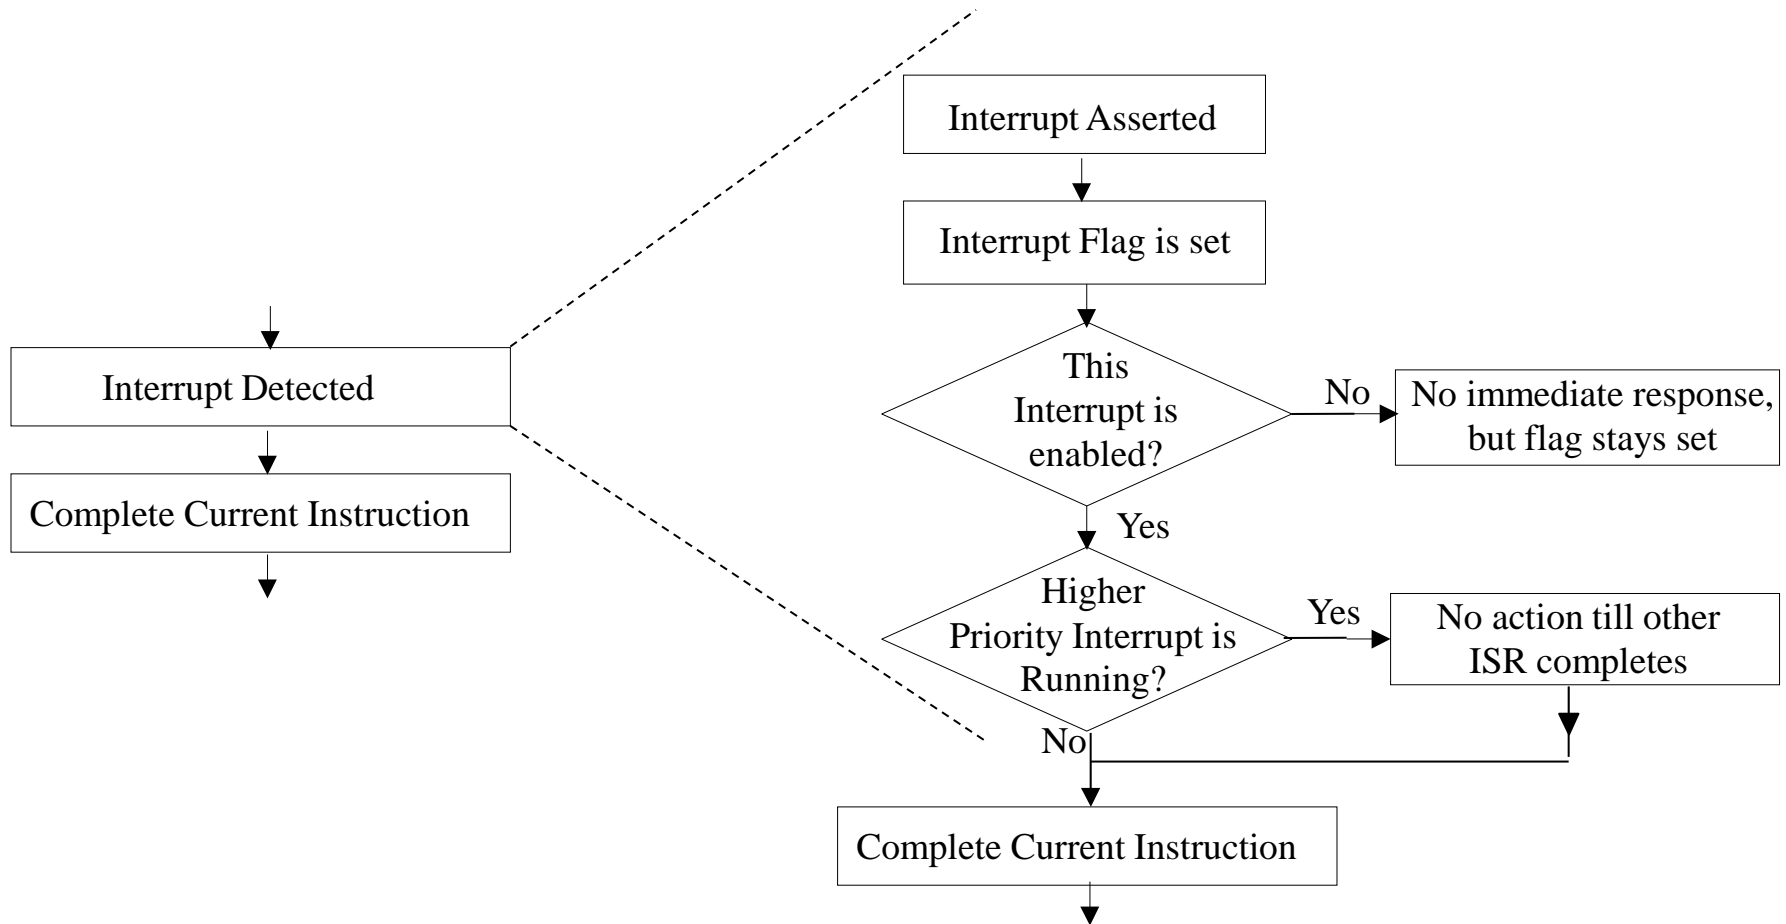 Interrupt Asserted
Interrupt Flag is set
Interrupt Detected
Complete Current Instruction
This
Interrupt is
enabled?
No
No immediate response,
but flag stays set
Yes
Higher
Priority Interrupt is
Running?
Yes
No action till other
ISR completes
No
Complete Current Instruction